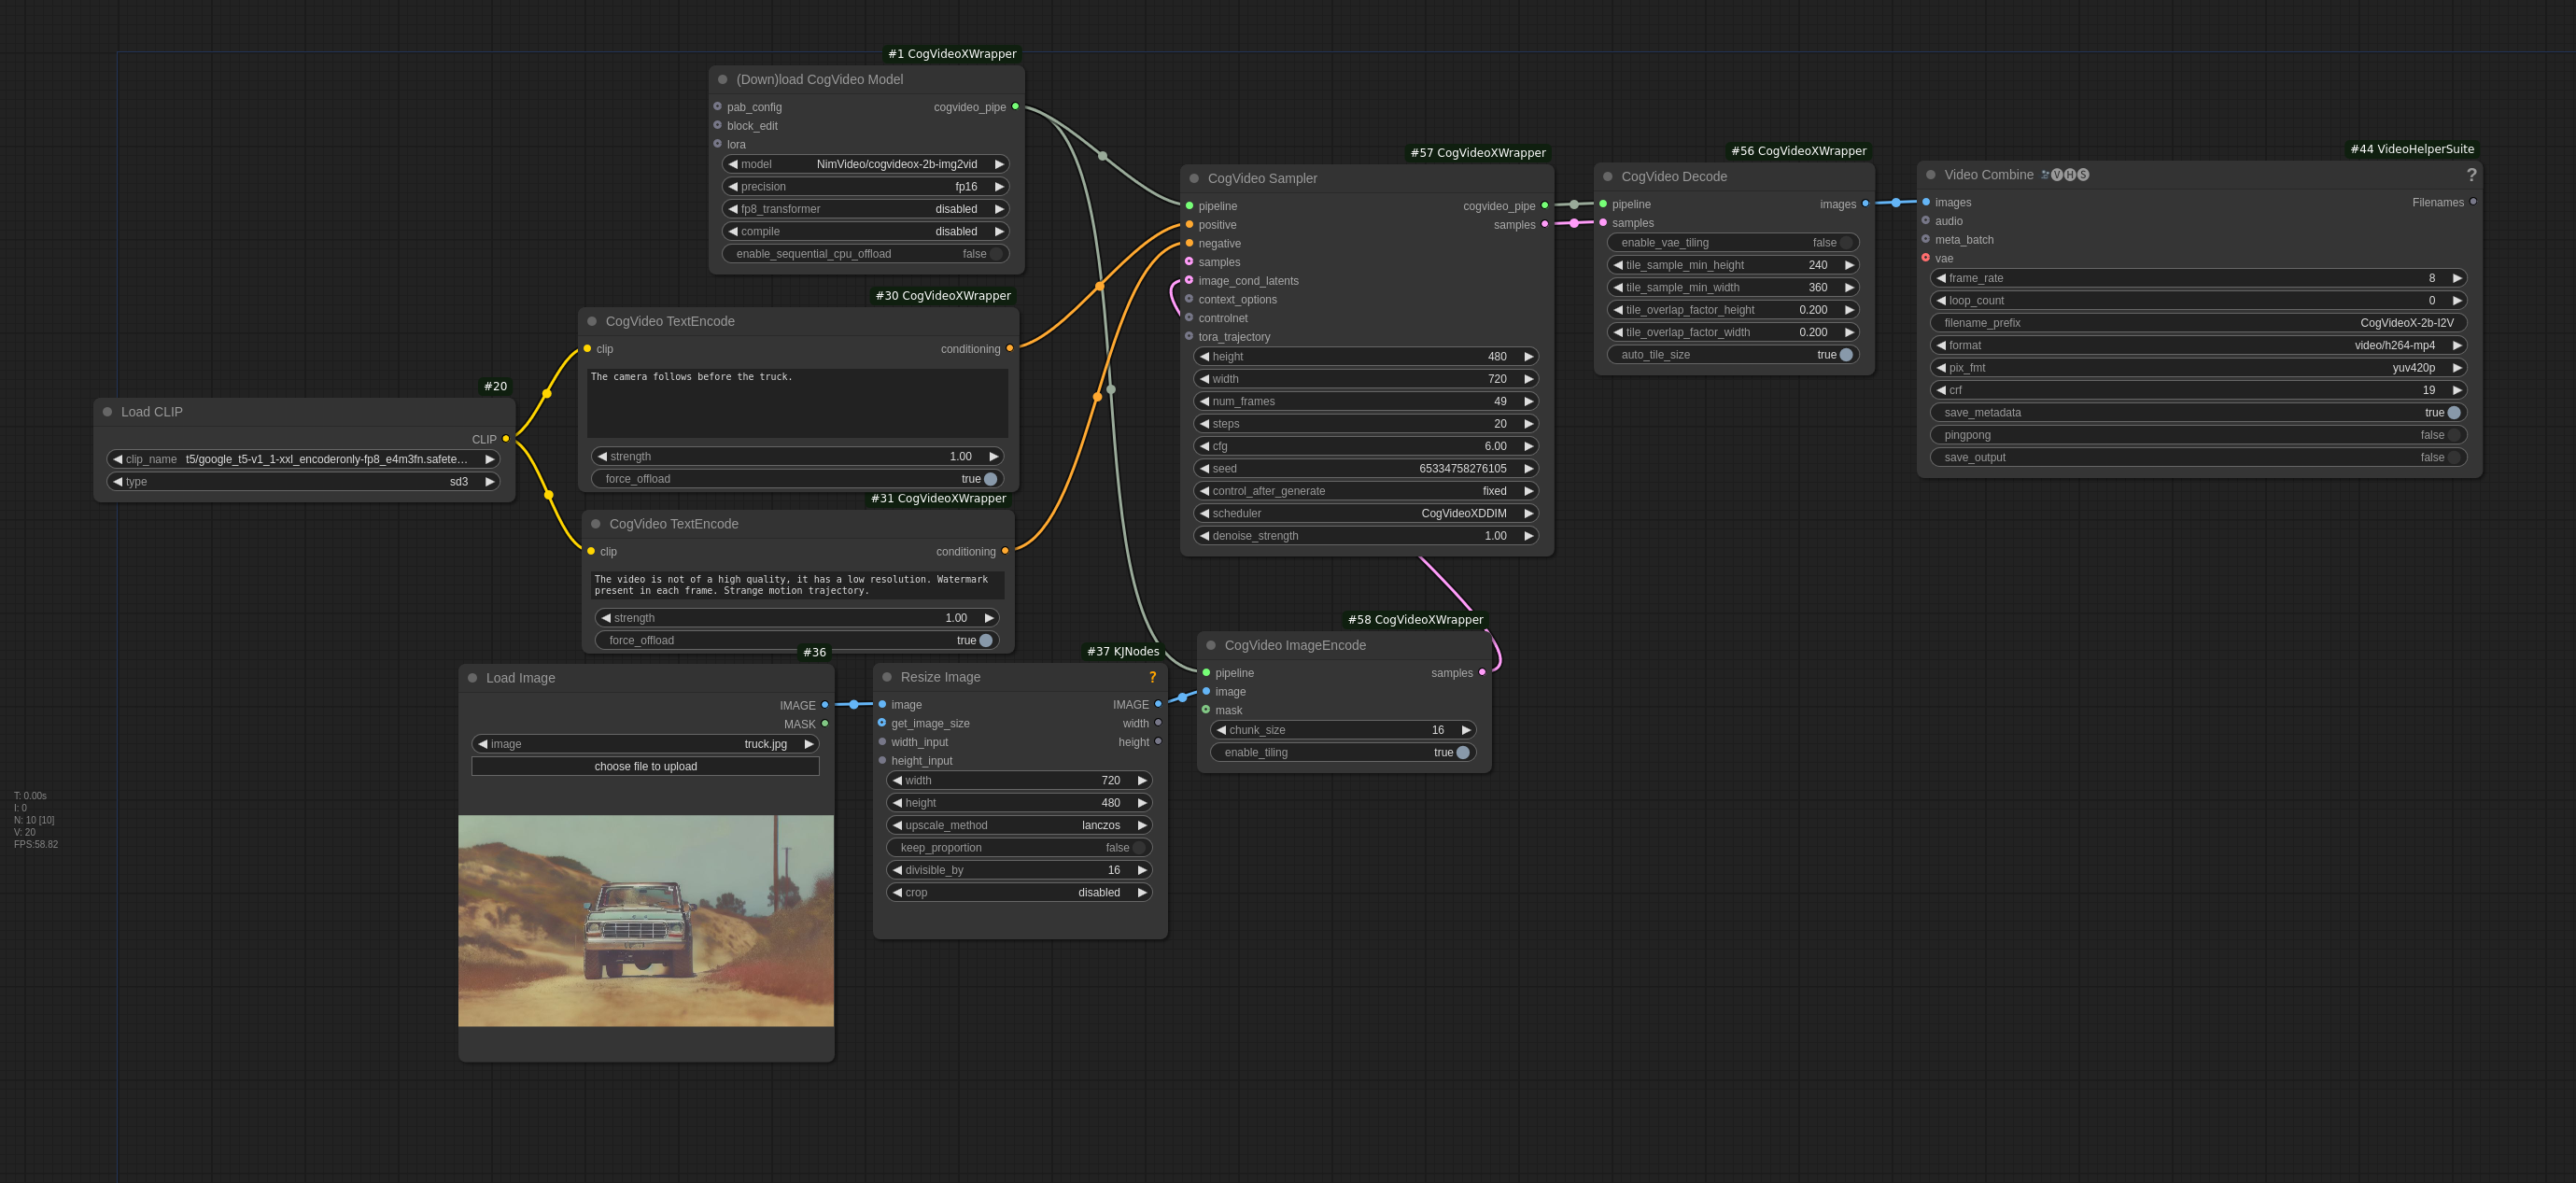 #1 CogVideoXWrapper
(Down)load CogVideo Model
pab_config cogvideo_pipe
block_edit
lora
model NimVideo/cogvideox-2b-img2vid
precision fp16
fp8_transformer disabled
compile disabled
enable_sequential_cpu_offload false
#30 CogVideoXWrapper
CogVideo TextEncode
clip conditioning
The camera follows before the truck.
strength 1.00
force_offload true
#20
Load CLIP
CLIP
clip_name t5/google_t5-v1_1-xxl_encoderonly-fp8_e4m3fn.safete…
type sd3
#31 CogVideoXWrapper
CogVideo TextEncode
clip conditioning
The video is not of a high quality, it has a low resolution. Watermark
present in each frame. Strange motion trajectory.
strength 1.00
force_offload true
#36
Load Image
IMAGE
MASK
image truck.jpg
choose file to upload
#37 KJNodes
Resize Image ?
image IMAGE
get_image_size width
width_input height
height_input
width 720
height 480
upscale_method lanczos
keep_proportion false
divisible_by 16
crop disabled
#58 CogVideoXWrapper
CogVideo ImageEncode
pipeline samples
image
mask
chunk_size 16
enable_tiling true
#57 CogVideoXWrapper
CogVideo Sampler
pipeline cogvideo_pipe
positive samples
negative
samples
image_cond_latents
context_options
controlnet
tora_trajectory
height 480
width 720
num_frames 49
steps 20
cfg 6.00
seed 65334758276105
control_after_generate fixed
scheduler CogVideoXDDIM
denoise_strength 1.00
#56 CogVideoXWrapper
CogVideo Decode
pipeline images
samples
enable_vae_tiling false
tile_sample_min_height 240
tile_sample_min_width 360
tile_overlap_factor_height 0.200
tile_overlap_factor_width 0.200
auto_tile_size true
#44 VideoHelperSuite
Video Combine 🎥🅥🅗🅢 ?
images Filenames
audio
meta_batch
vae
frame_rate 8
loop_count 0
filename_prefix CogVideoX-2b-I2V
format video/h264-mp4
pix_fmt yuv420p
crf 19
save_metadata true
pingpong false
save_output false
T: 0.00s
I: 0
N: 10 [10]
V: 20
FPS:58.82